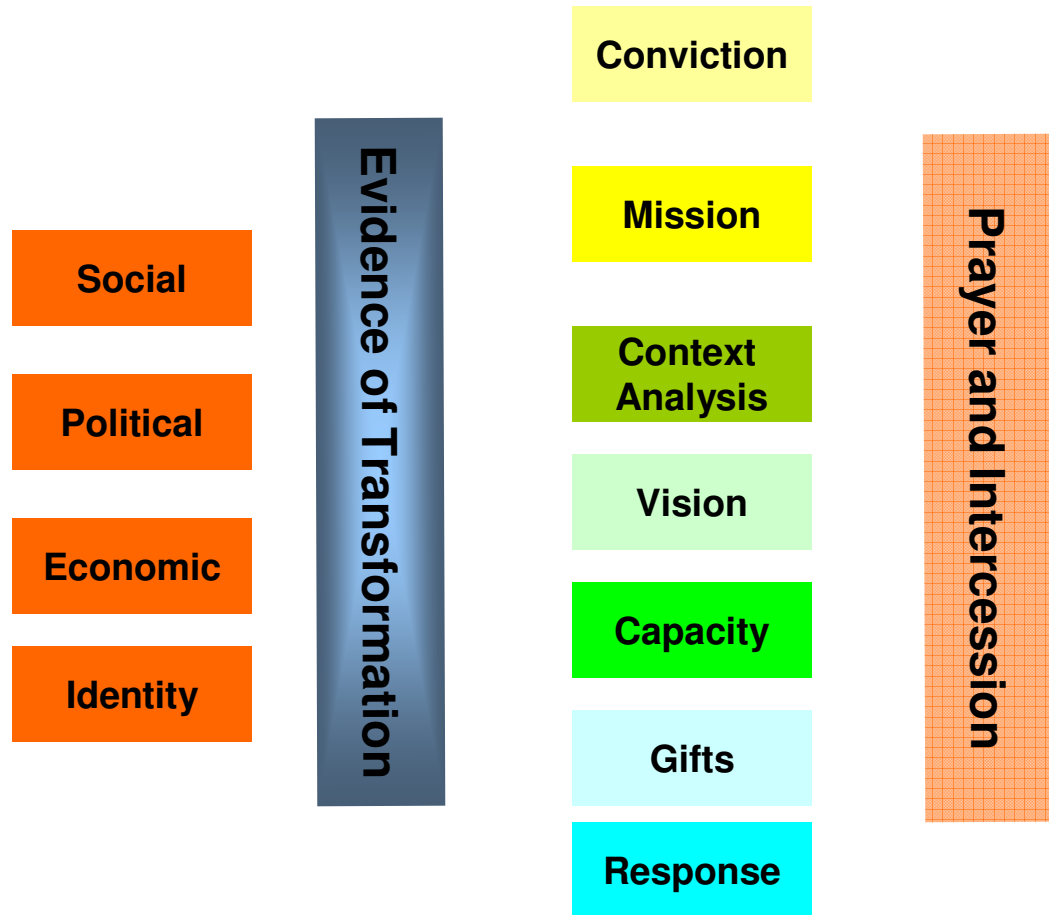 Social
Political
Economic
Identity
Evidence of Transformation
Conviction
Mission
Context
Analysis
Vision
Capacity
Gifts
Response
Prayer and Intercession